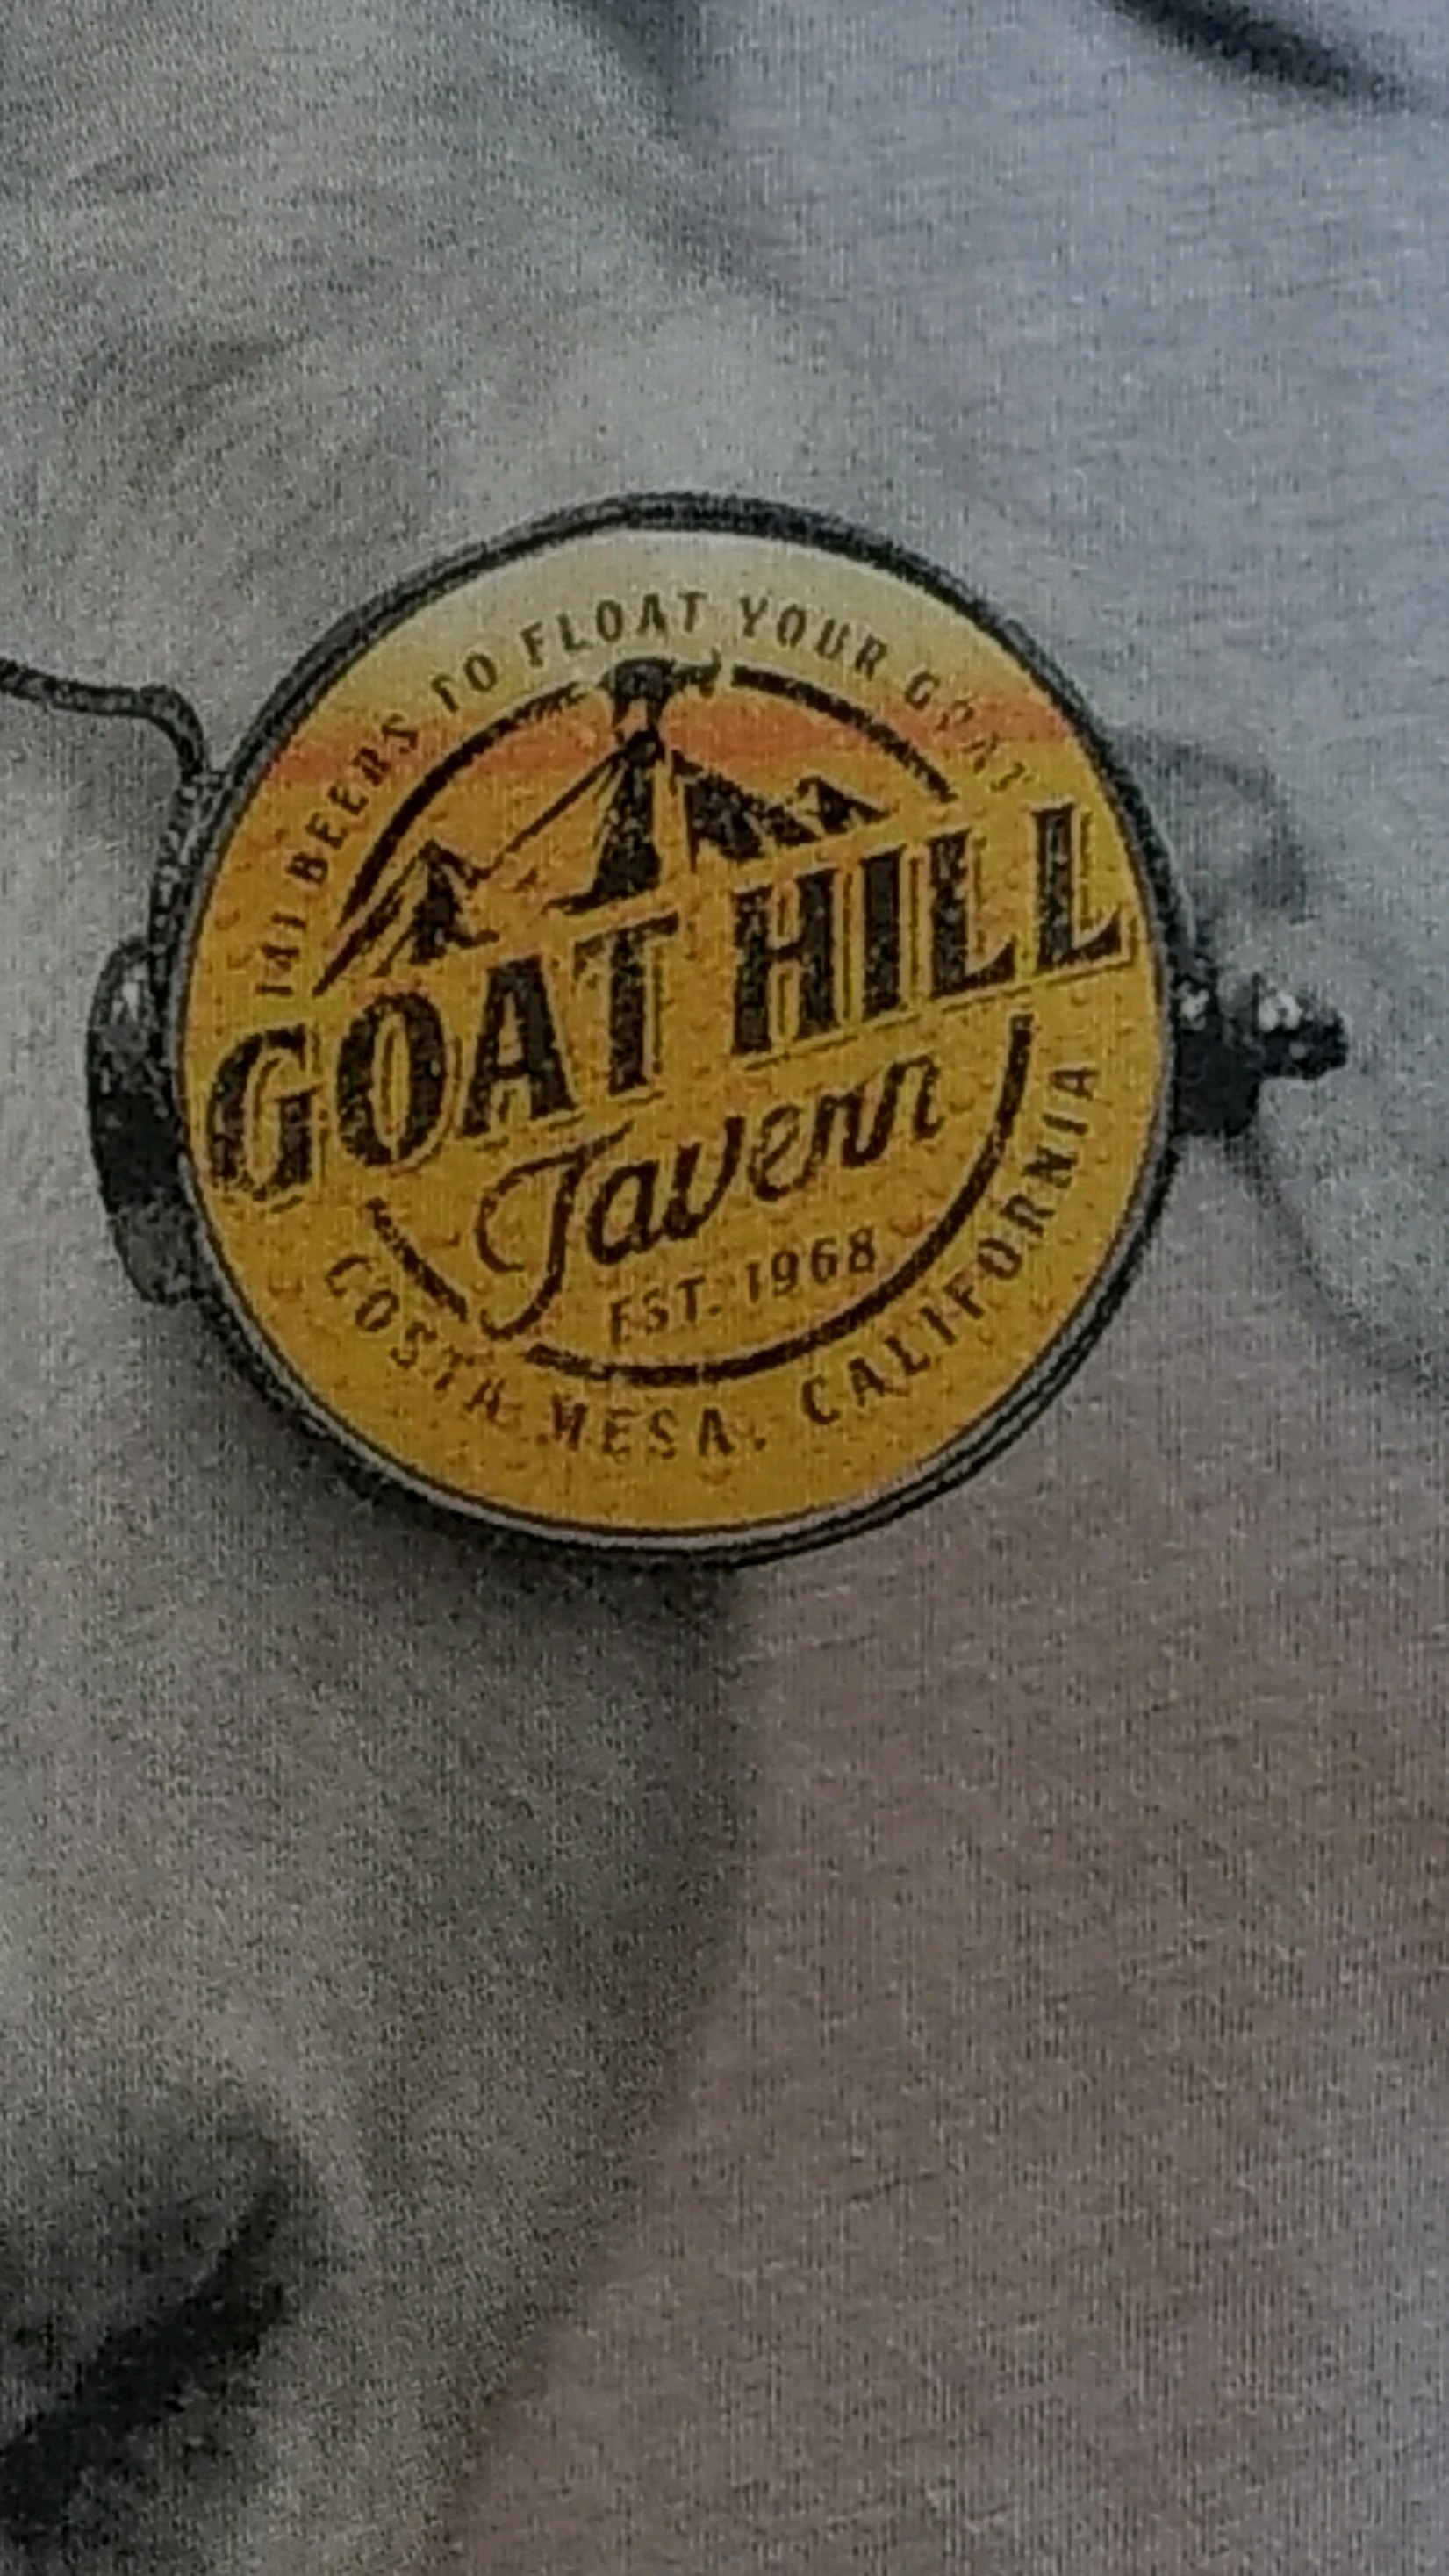 141 BEERS TO FLOAT YOUR GOAT
GOAT HILL
Tavern
EST. 1968
COSTA MESA, CALIFORNIA